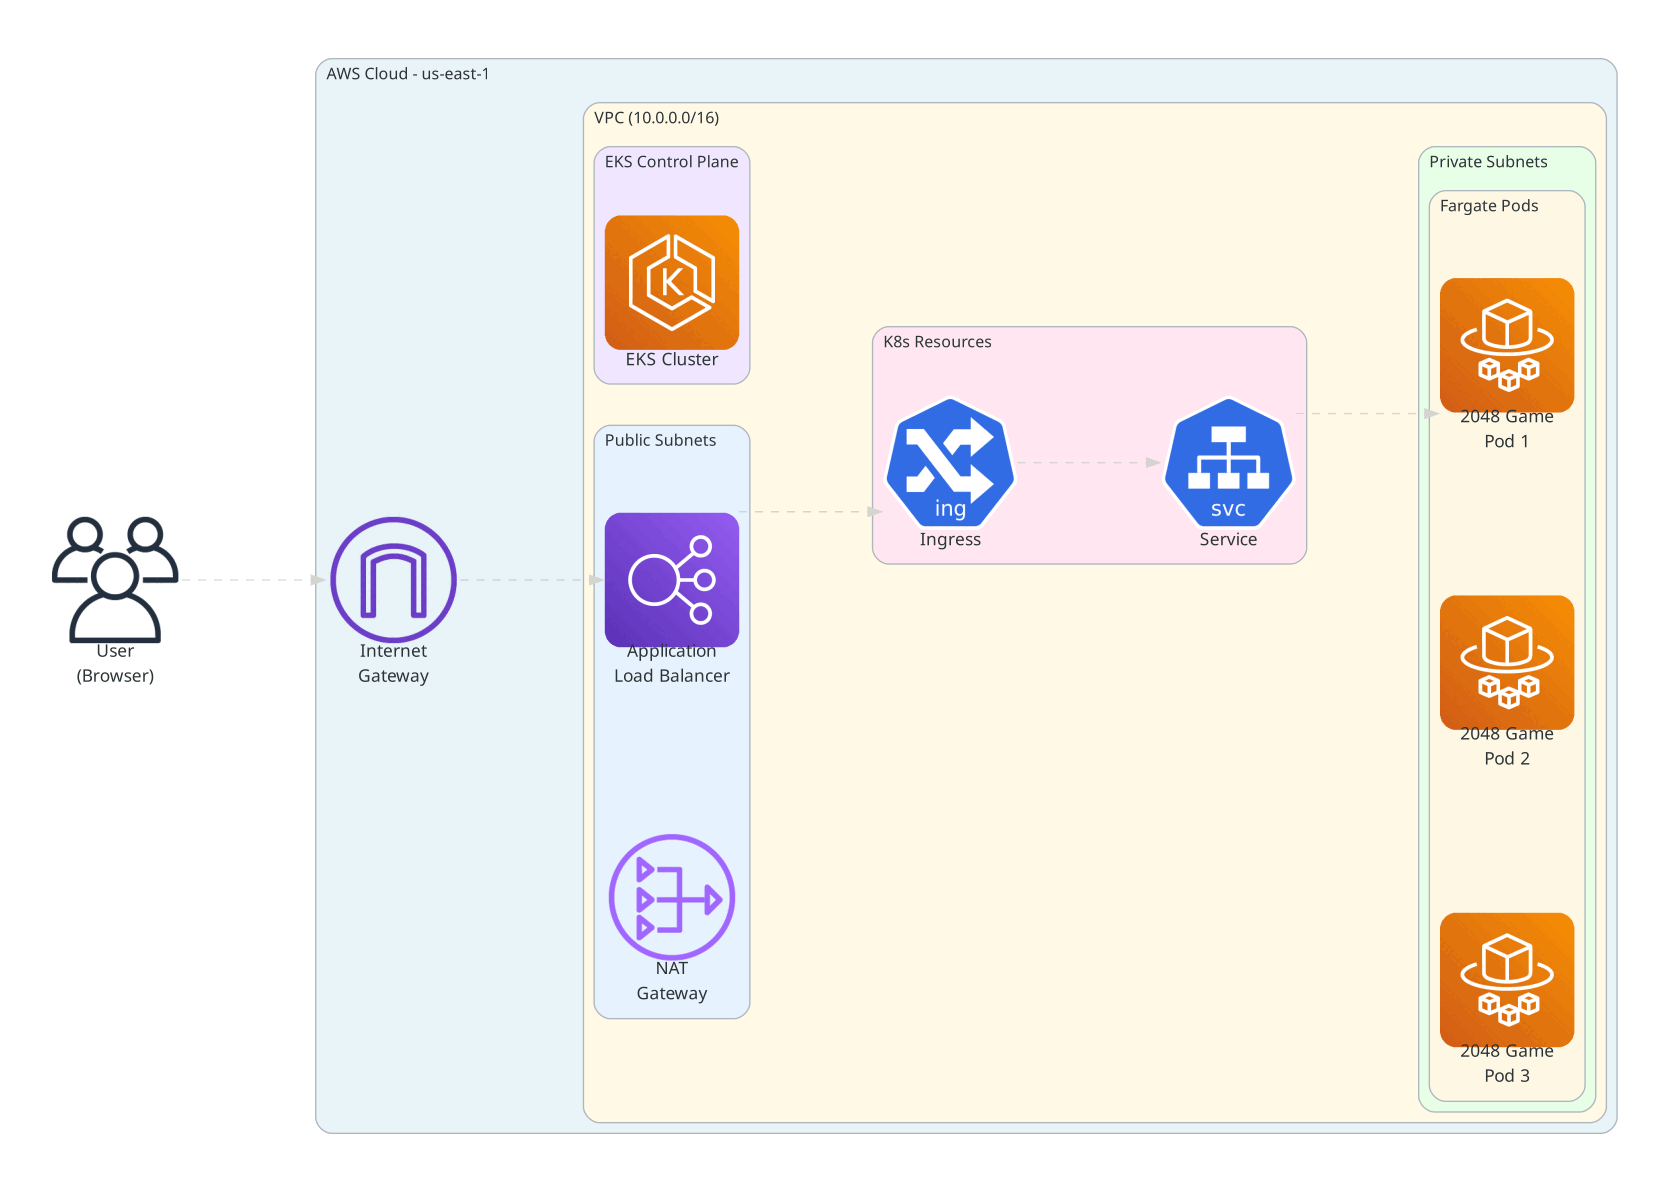 AWS Cloud - us-east-1
VPC (10.0.0.0/16)
EKS Control Plane
EKS Cluster
Public Subnets
Application
Load Balancer
NAT
Gateway
User
(Browser)
Internet
Gateway
K8s Resources
ing
Ingress
svc
Service
Private Subnets
Fargate Pods
2048 Game
Pod 1
2048 Game
Pod 2
2048 Game
Pod 3